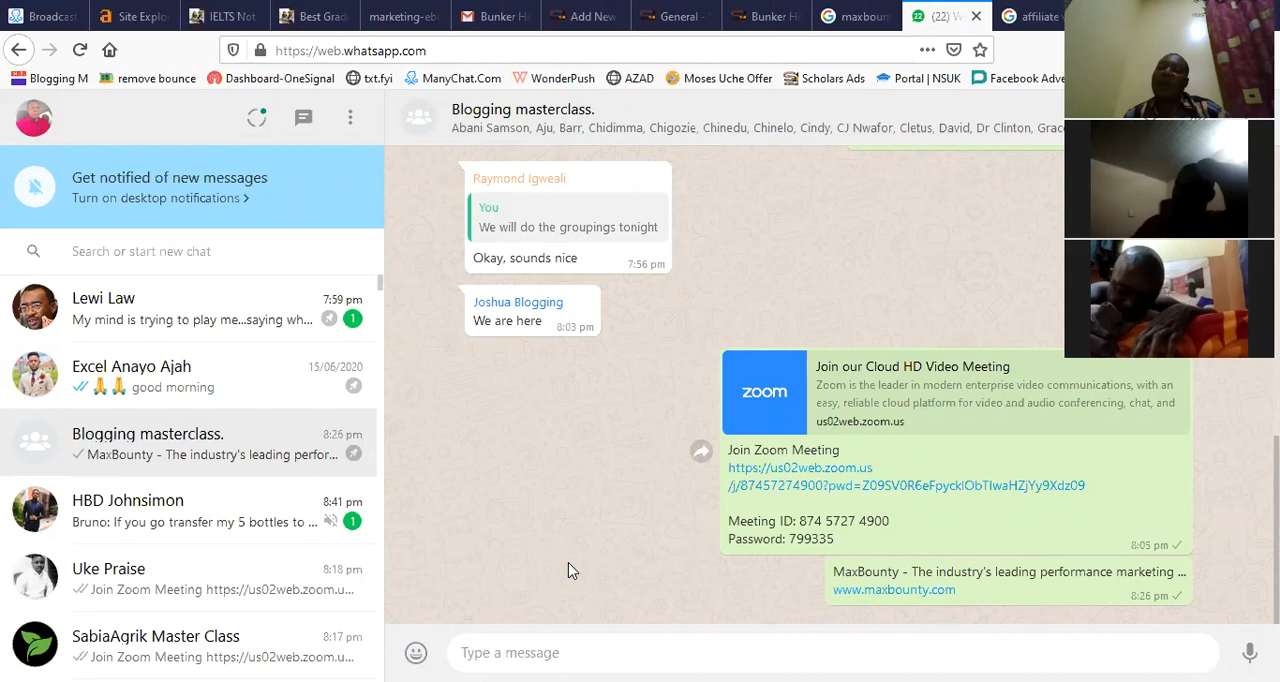 Broadcas
Site Explo
IELTS Not
Best Gradi
marketing-eb
Bunker Hi
Add New
General -
Bunker Hi
maxboun
(22) W
affiliate v
https://web.whatsapp.com
Blogging M
remove bounce
Dashboard-OneSignal
txt.fyi
ManyChat.Com
WonderPush
AZAD
Moses Uche Offer
Scholars Ads
Portal | NSUK
Facebook Adve
Get notified of new messages
Turn on desktop notifications >
Search or start new chat
Lewi Law
7:59 pm
My mind is trying to play me...saying wh...
1
Excel Anayo Ajah
15/06/2020
🙏🙏 good morning
Blogging masterclass.
8:26 pm
MaxBounty - The industry's leading perfor...
HBD Johnsimon
8:41 pm
Bruno: If you go transfer my 5 bottles to ...
1
Uke Praise
8:18 pm
Join Zoom Meeting https://us02web.zoom.u...
SabiaAgrik Master Class
8:17 pm
Join Zoom Meeting https://us02web.zoom.u...
Blogging masterclass.
Abani Samson, Aju, Barr, Chidimma, Chigozie, Chinedu, Chinelo, Cindy, CJ Nwafor, Cletus, David, Dr Clinton, Grac
Raymond Igweali
You
We will do the groupings tonight
Okay, sounds nice
7:56 pm
Joshua Blogging
We are here
8:03 pm
zoom
Join our Cloud HD Video Meeting
Zoom is the leader in modern enterprise video communications, with an
easy, reliable cloud platform for video and audio conferencing, chat, and
us02web.zoom.us
Join Zoom Meeting
https://us02web.zoom.us
/j/87457274900?pwd=Z09SV0R6eFpycklObTIwaHZjYy9Xdz09
Meeting ID: 874 5727 4900
Password: 799335
8:05 pm
MaxBounty - The industry's leading performance marketing ...
www.maxbounty.com
8:26 pm
Type a message